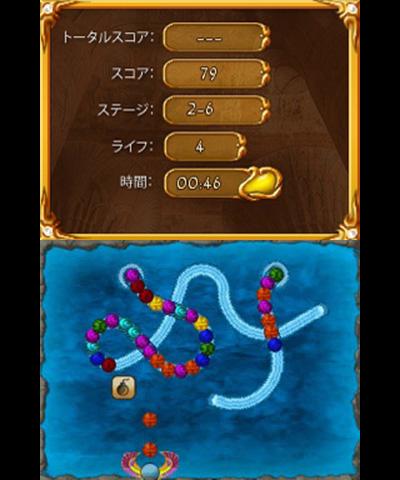 トータルスコア： ---
スコア： 79
ステージ： 2-6
ライフ： 4
時間： 00:46